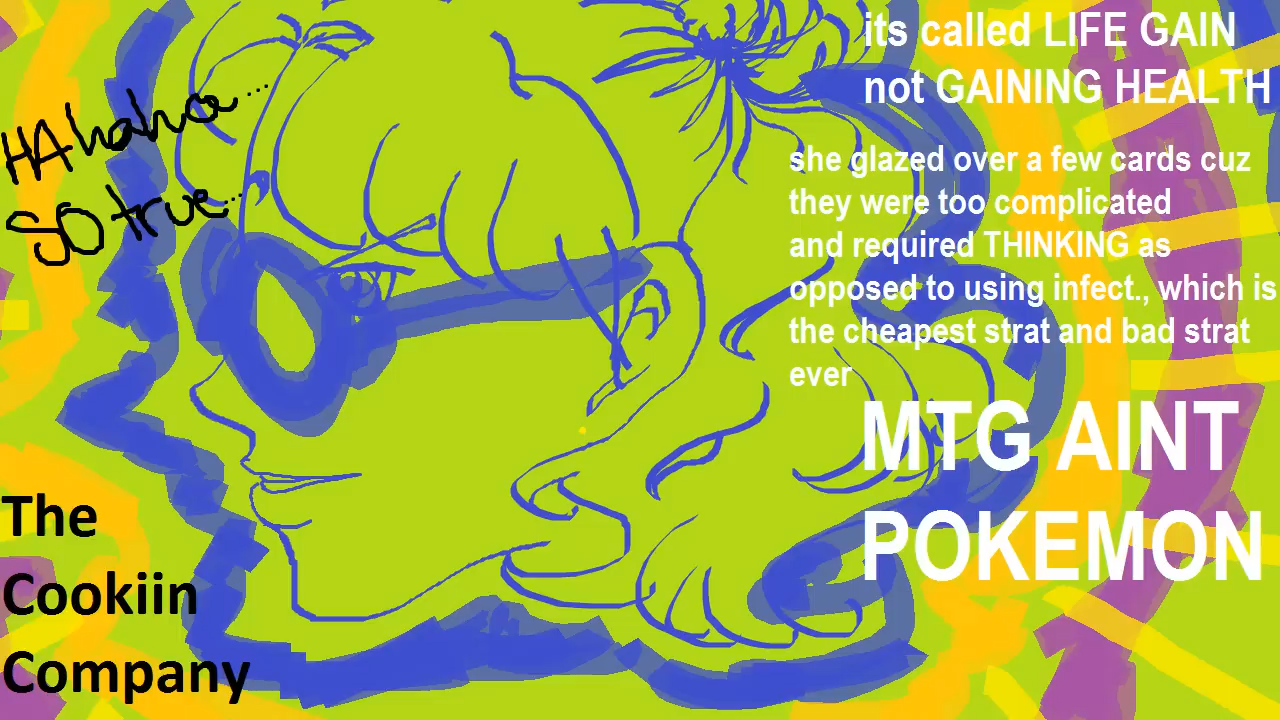 its called LIFE GAIN
not GAINING HEALTH
HAhaha...
SO true...
she glazed over a few cards cuz
they were too complicated
and required THINKING as
opposed to using infect., which is
the cheapest strat and bad strat
ever
MTG AINT
POKEMON
The
Cookiin
Company